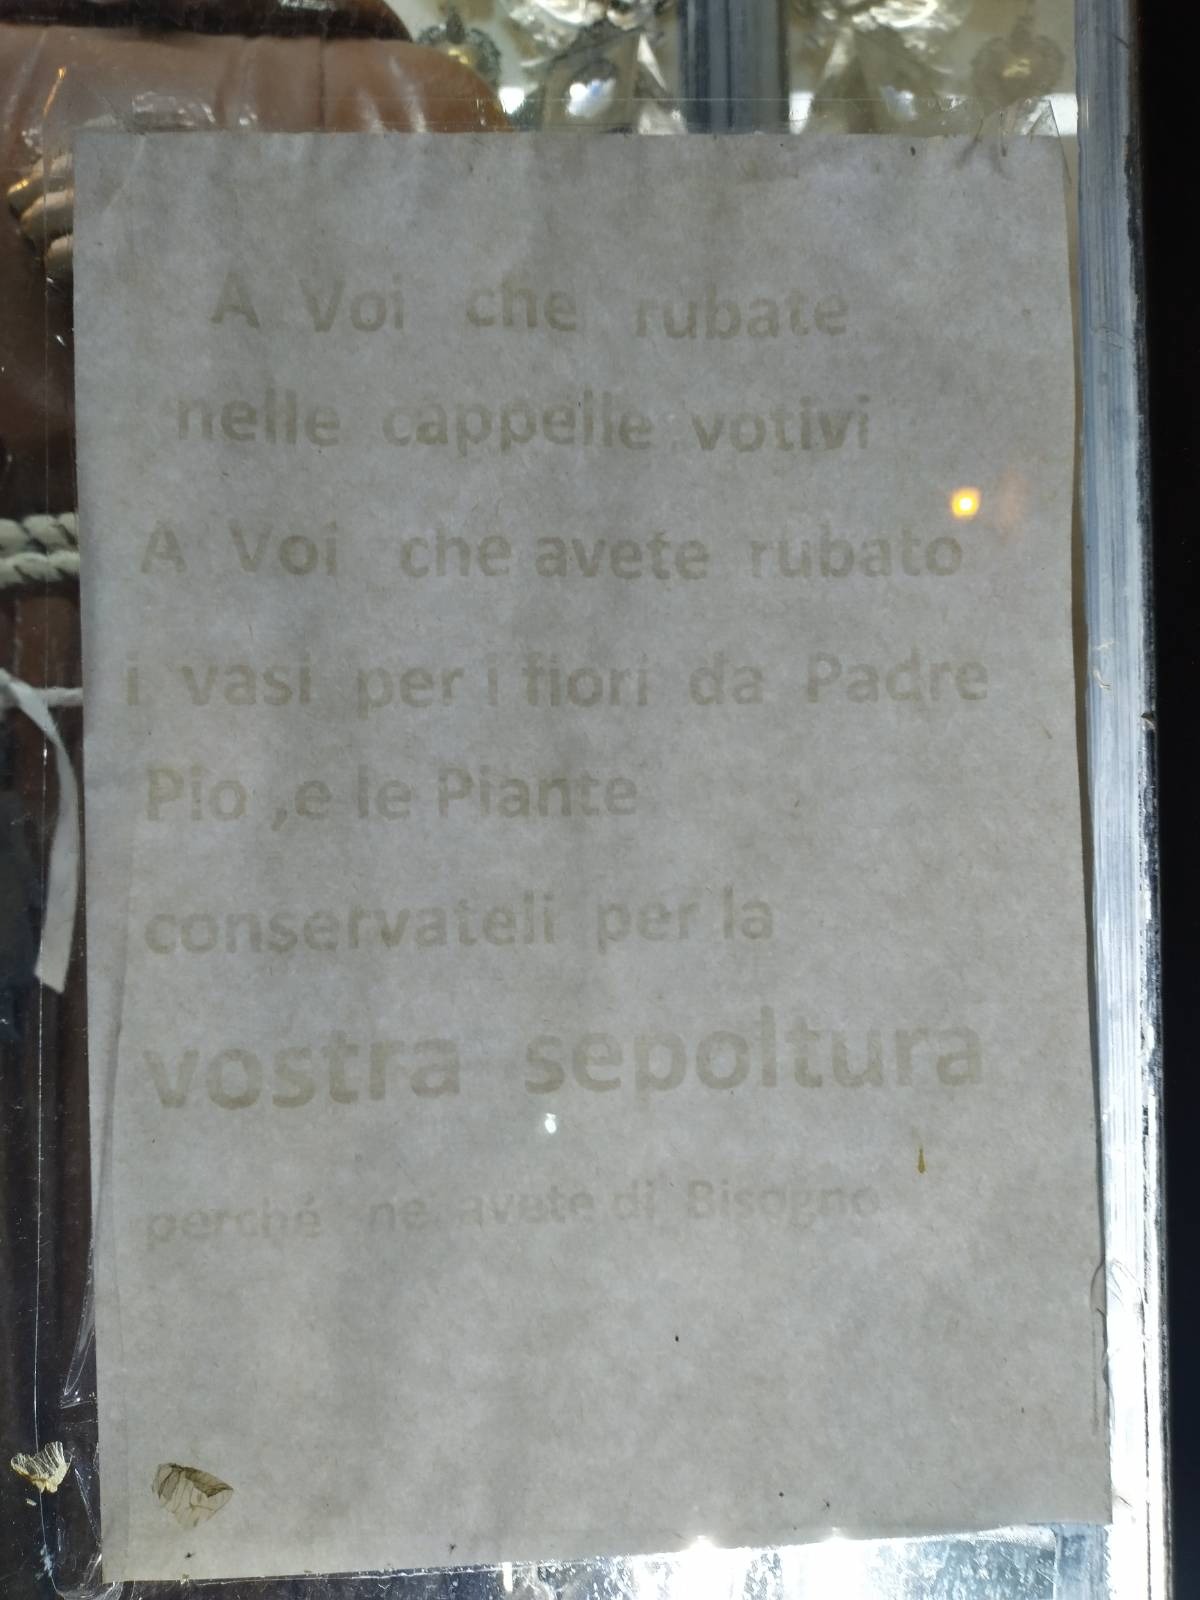 A Voi che rubate
nelle cappelle votivi
A Voi che avete rubato
i vasi per i fiori da Padre
Pio ,e le Piante
conservateli per la
vostra sepoltura
perché ne avete di Bisogno